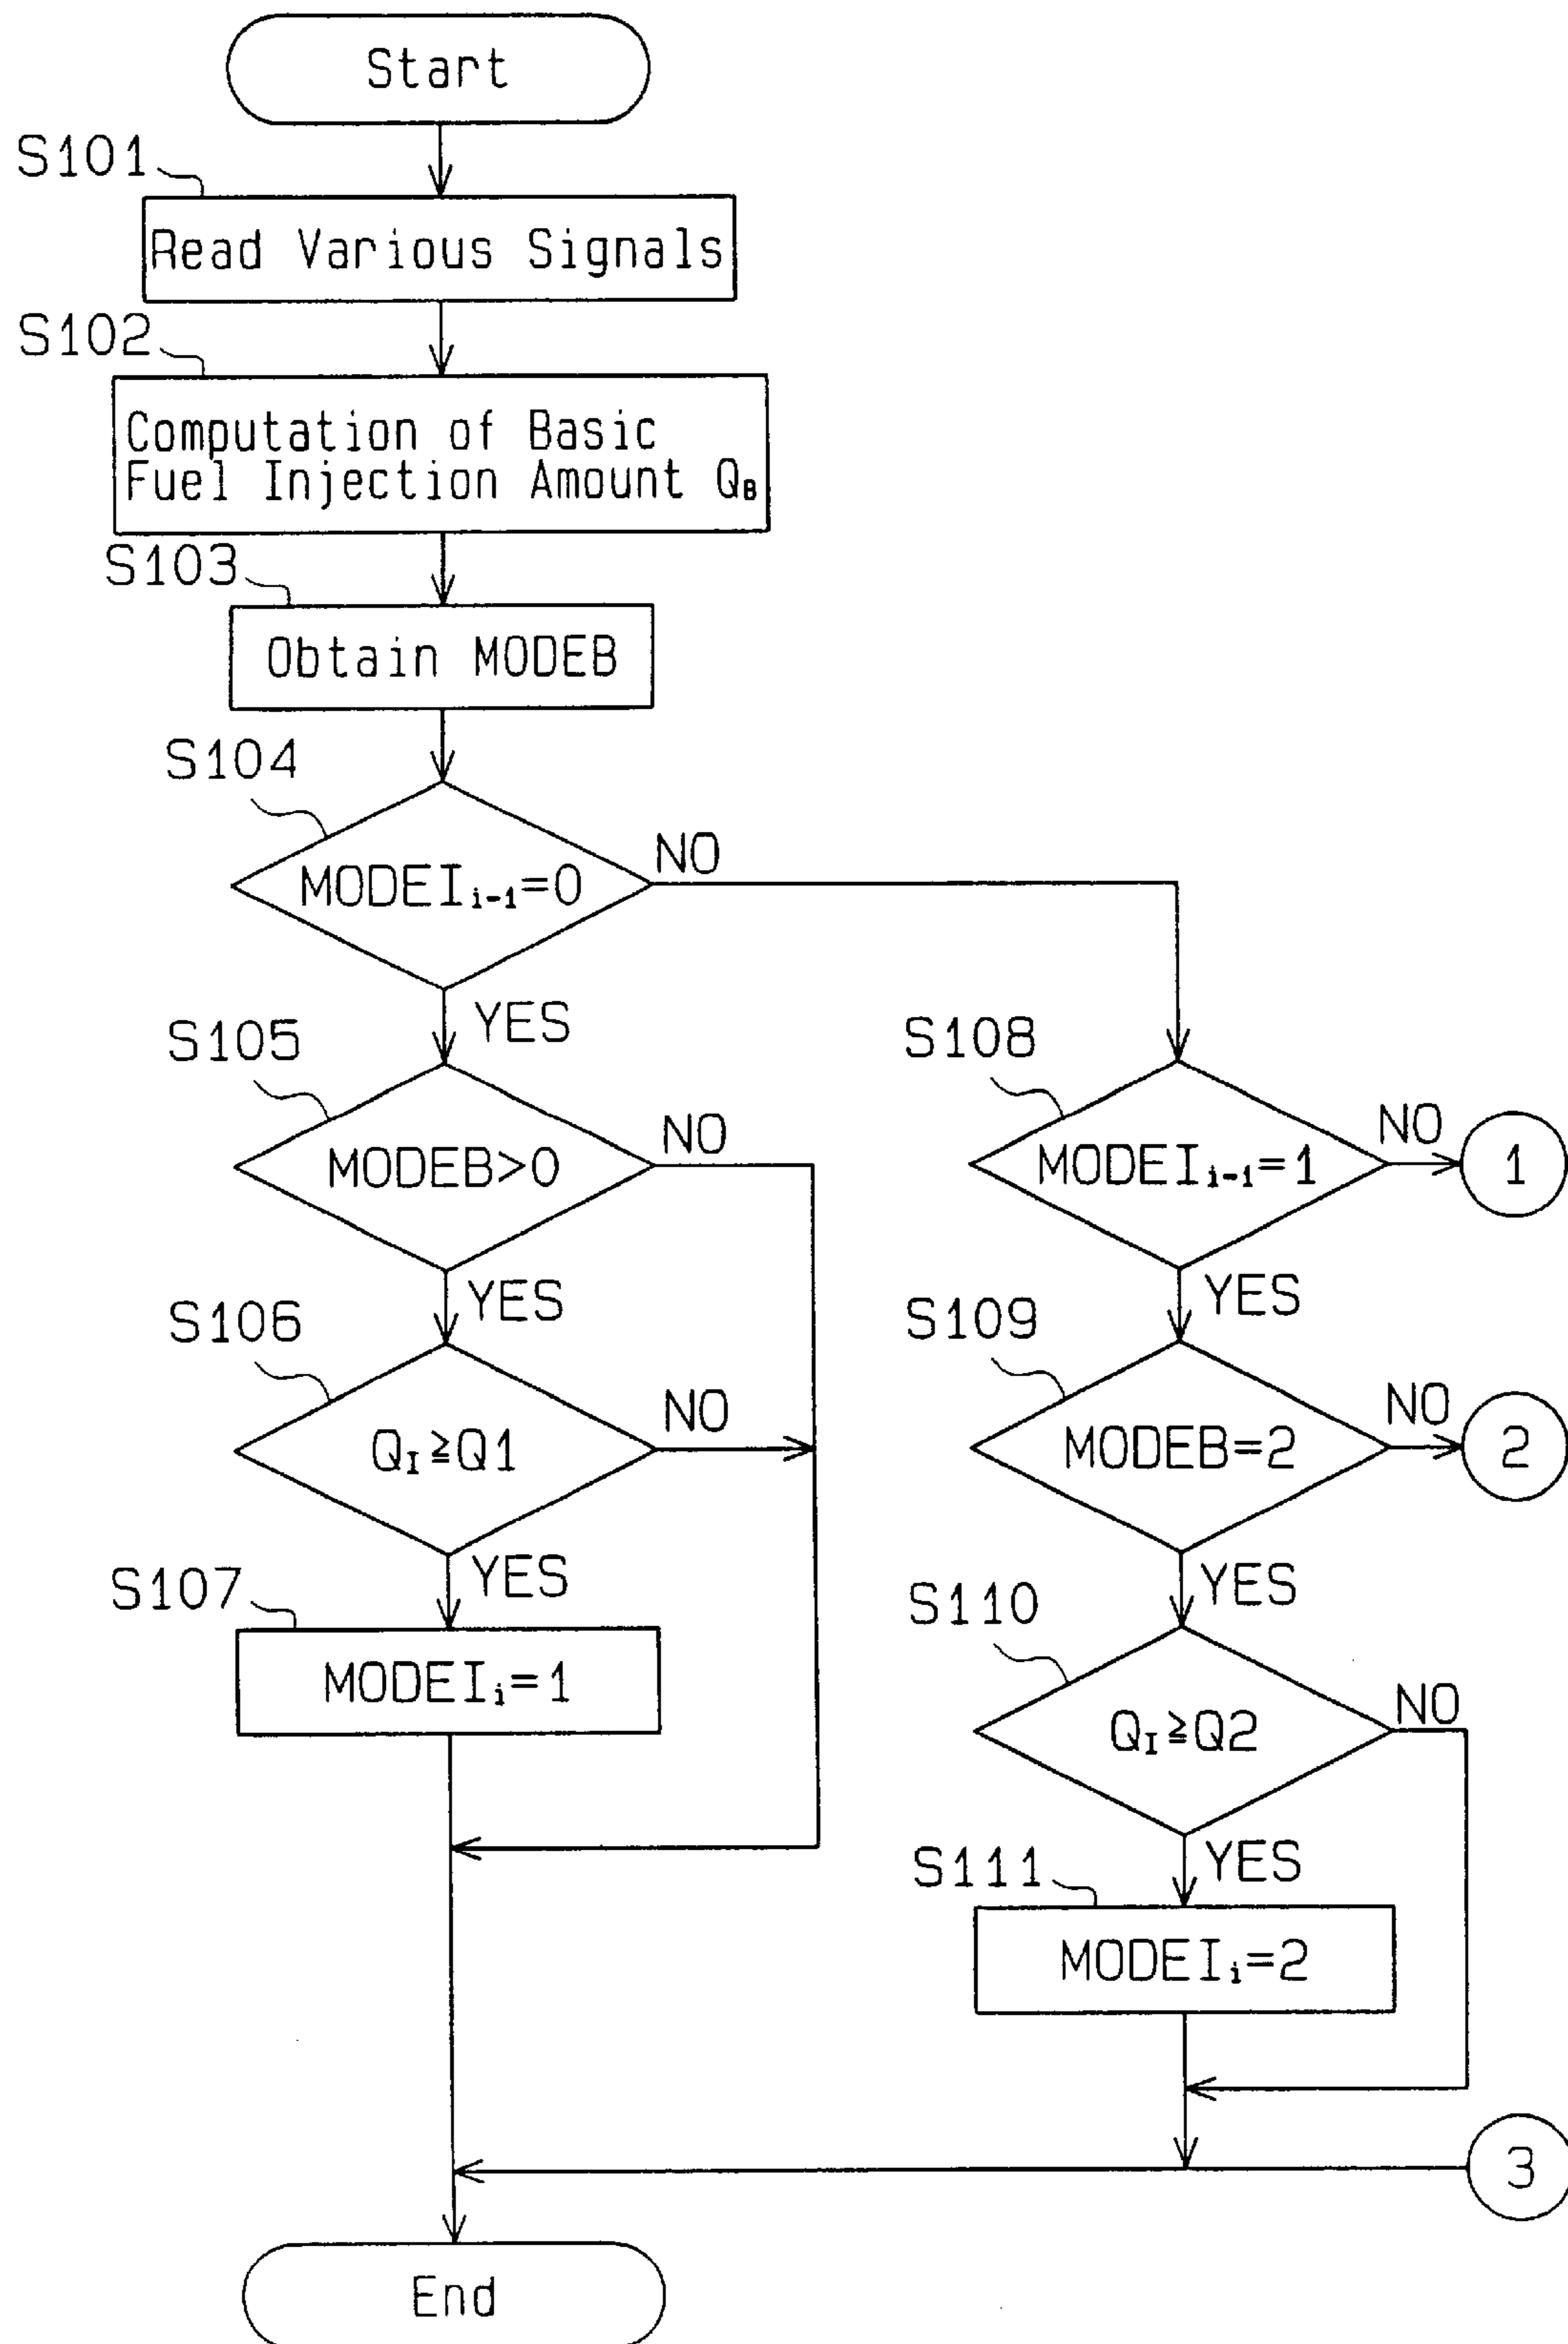 Start
S101
Read Various Signals
S102
Computation of Basic
Fuel Injection Amount QB
S103
Obtain MODEB
S104
MODEIi-1=0
NO
YES
S105
MODEB>0
NO
YES
S106
QI≧Q1
NO
YES
S107
MODEIi=1
S108
MODEIi-1=1
NO
1
YES
S109
MODEB=2
NO
2
YES
S110
QI≧Q2
NO
YES
S111
MODEIi=2
3
End